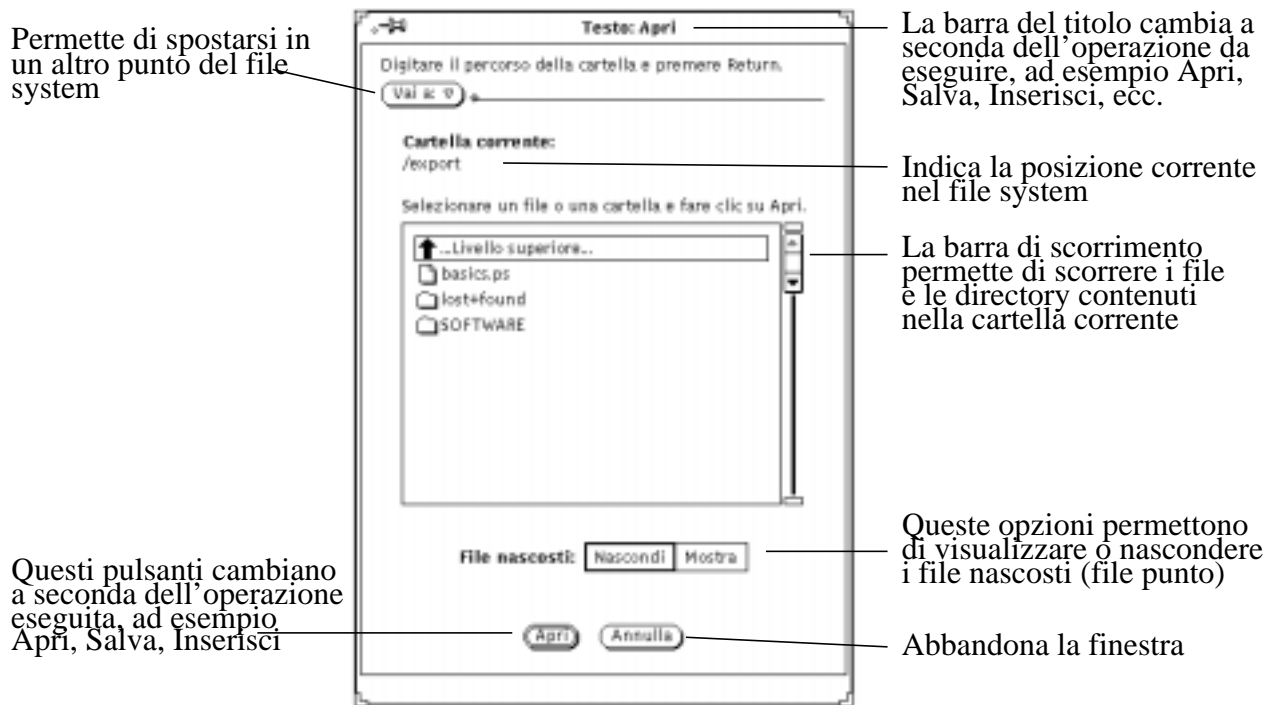 Permette di spostarsi in
un altro punto del file
system
Testo: Apri
La barra del titolo cambia a
seconda dell'operazione da
eseguire, ad esempio Apri,
Salva, Inserisci, ecc.
Digitare il percorso della cartella e premere Return.
Vai a:
Cartella corrente:
/export
Indica la posizione corrente
nel file system
Selezionare un file o una cartella e fare clic su Apri.
...Livello superiore...
basics.ps
lost+found
SOFTWARE
La barra di scorrimento
permette di scorrere i file
e le directory contenuti
nella cartella corrente
File nascosti: Nascondi Mostra
Queste opzioni permettono
di visualizzare o nascondere
i file nascosti (file punto)
Questi pulsanti cambiano
a seconda dell'operazione
eseguita, ad esempio
Apri, Salva, Inserisci
Apri Annulla
Abbandona la finestra